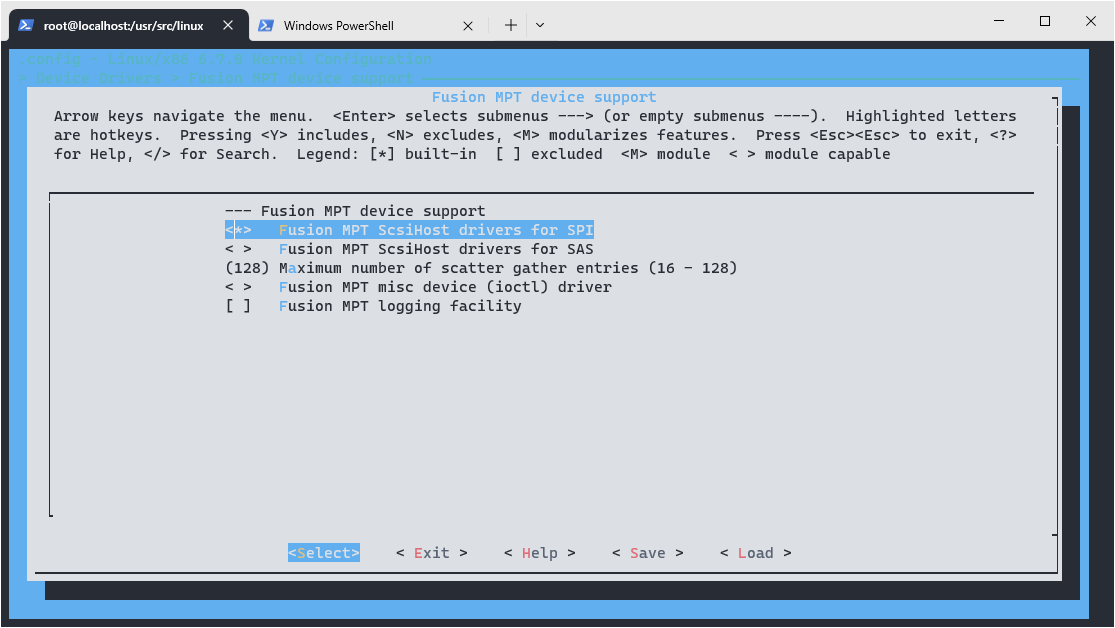 root@localhost:/usr/src/linux
Windows PowerShell
.config - Linux/x86 6.7.8 Kernel Configuration
> Device Drivers > Fusion MPT device support
Fusion MPT device support
Arrow keys navigate the menu.  <Enter> selects submenus ---> (or empty submenus ----).  Highlighted letters
are hotkeys.  Pressing <Y> includes, <N> excludes, <M> modularizes features.  Press <Esc><Esc> to exit, <?>
for Help, </> for Search.  Legend: [*] built-in  [ ] excluded  <M> module  < > module capable
--- Fusion MPT device support
<*>   Fusion MPT ScsiHost drivers for SPI
< >   Fusion MPT ScsiHost drivers for SAS
(128) Maximum number of scatter gather entries (16 - 128)
< >   Fusion MPT misc device (ioctl) driver
[ ]   Fusion MPT logging facility
<Select>    < Exit >    < Help >    < Save >    < Load >